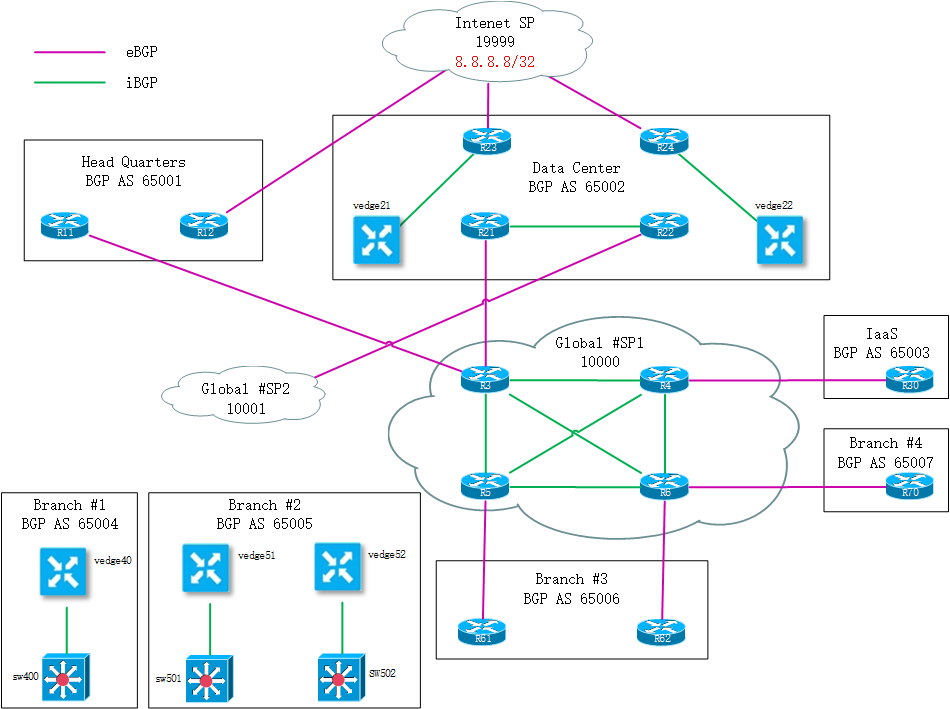 Intenet SP
19999
8.8.8.8/32
eBGP
iBGP
Head Quarters
BGP AS 65001
R11
R12
R23
R24
Data Center
BGP AS 65002
vedge21
R21
R22
vedge22
Global #SP2
10001
Global #SP1
10000
R3
R4
R5
R6
IaaS
BGP AS 65003
R30
Branch #4
BGP AS 65007
R70
Branch #1
BGP AS 65004
vedge40
sw400
Branch #2
BGP AS 65005
vedge51
vedge52
sw501
SW502
Branch #3
BGP AS 65006
R61
R62